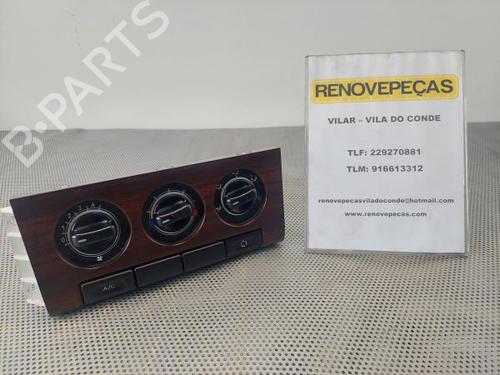 B-PARTS
RENOVEPEÇAS
VILAR – VILA DO CONDE
TLF: 229270881
TLM: 916613312
renovepecasviladoconde@hotmail.com
www.renovepecas.com
A/C